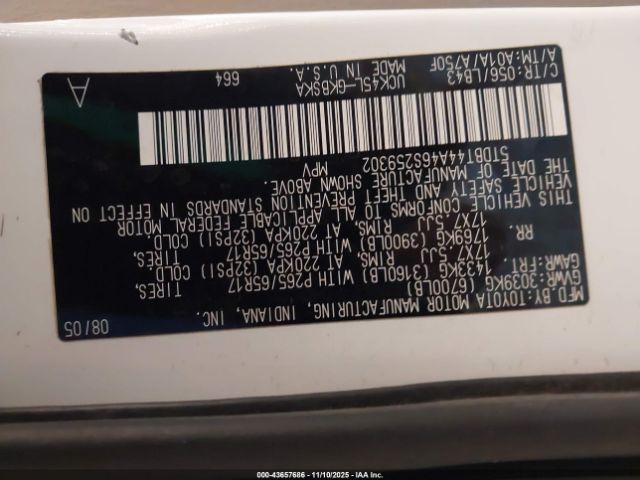 MFD BY:TOYOTA MOTOR MANUFACTURING, INDIANA, INC. 08/05
GVWR:3039KG (6700LB)
GAWR:FRT. 1433KG (3160LB) WITH P265/65R17 TIRES,
17X7.5JJ RIMS, AT 220KPA (32PSI) COLD
RR. 1769KG (3900LB) WITH P265/65R17 TIRES,
17X7.5JJ RIMS, AT 220KPA (32PSI) COLD.
THIS VEHICLE CONFORMS TO ALL APPLICABLE FEDERAL MOTOR
VEHICLE SAFETY AND THEFT PREVENTION STANDARDS IN EFFECT ON
THE DATE OF MANUFACTURE SHOWN ABOVE.
5TDBT44A46S259302 MPV
C/TR:056/LB43 UCK45L-GKBSKA 664 A
A/TM:A01A/A750F MADE IN U.S.A.
000-43657686 - 11/10/2025 - IAA Inc.